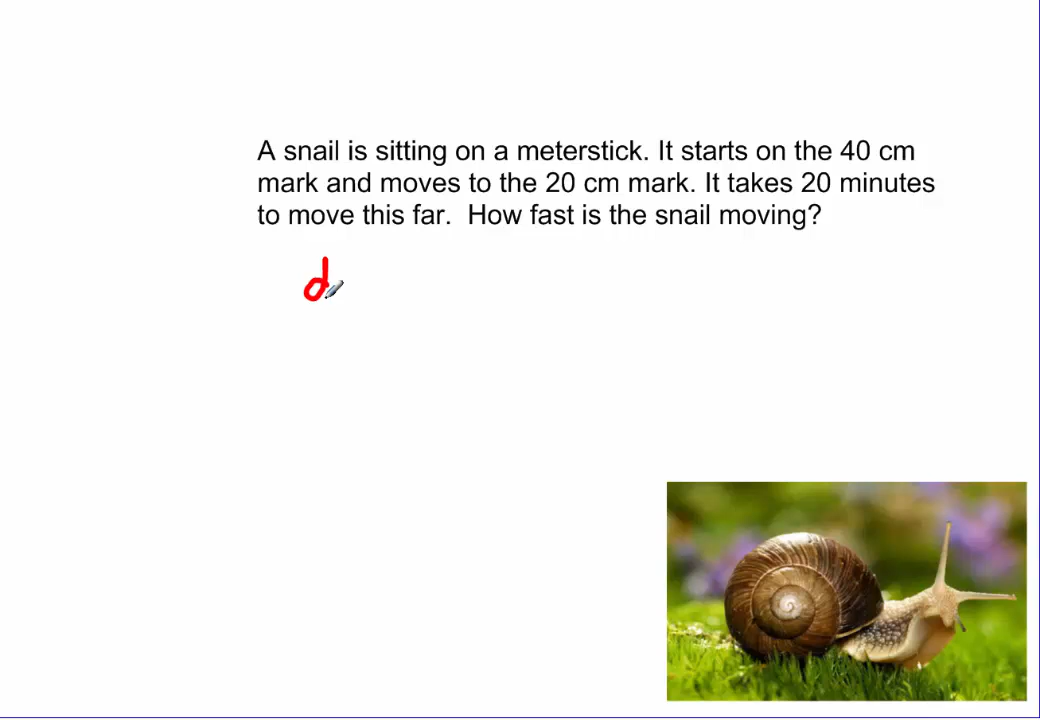 A snail is sitting on a meterstick. It starts on the 40 cm
mark and moves to the 20 cm mark. It takes 20 minutes
to move this far.  How fast is the snail moving?
d